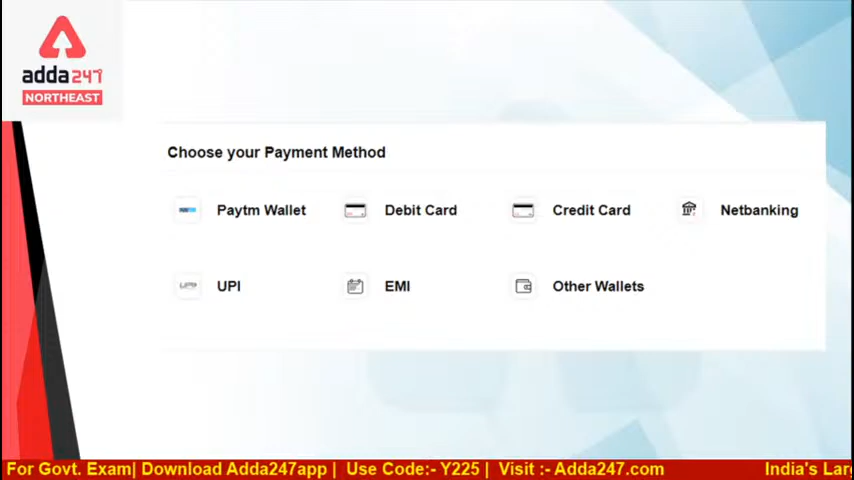 adda247
NORTHEAST
Choose your Payment Method
Paytm Wallet Debit Card Credit Card Netbanking
UPI EMI Other Wallets
For Govt. Exam| Download Adda247app | Use Code:- Y225 | Visit :- Adda247.com India's Lar